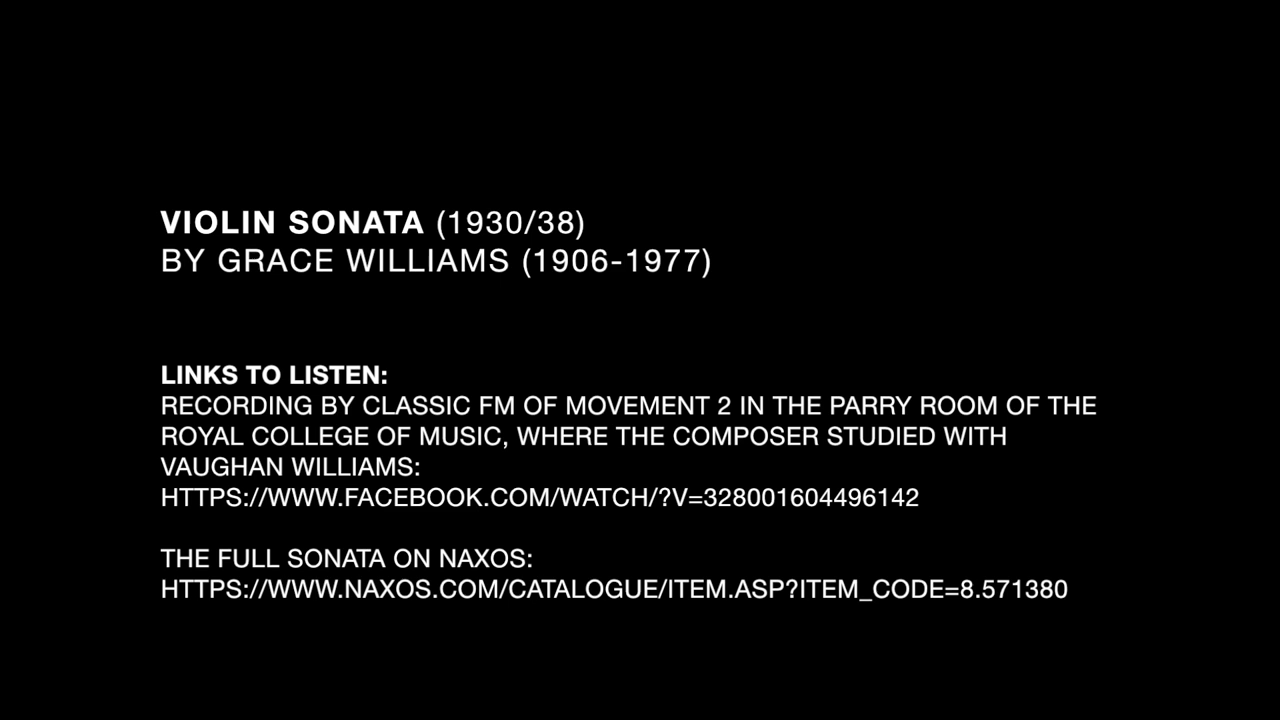 VIOLIN SONATA (1930/38)
BY GRACE WILLIAMS (1906-1977)
LINKS TO LISTEN:
RECORDING BY CLASSIC FM OF MOVEMENT 2 IN THE PARRY ROOM OF THE
ROYAL COLLEGE OF MUSIC, WHERE THE COMPOSER STUDIED WITH
VAUGHAN WILLIAMS:
HTTPS://WWW.FACEBOOK.COM/WATCH/?V=328001604496142
THE FULL SONATA ON NAXOS:
HTTPS://WWW.NAXOS.COM/CATALOGUE/ITEM.ASP?ITEM_CODE=8.571380